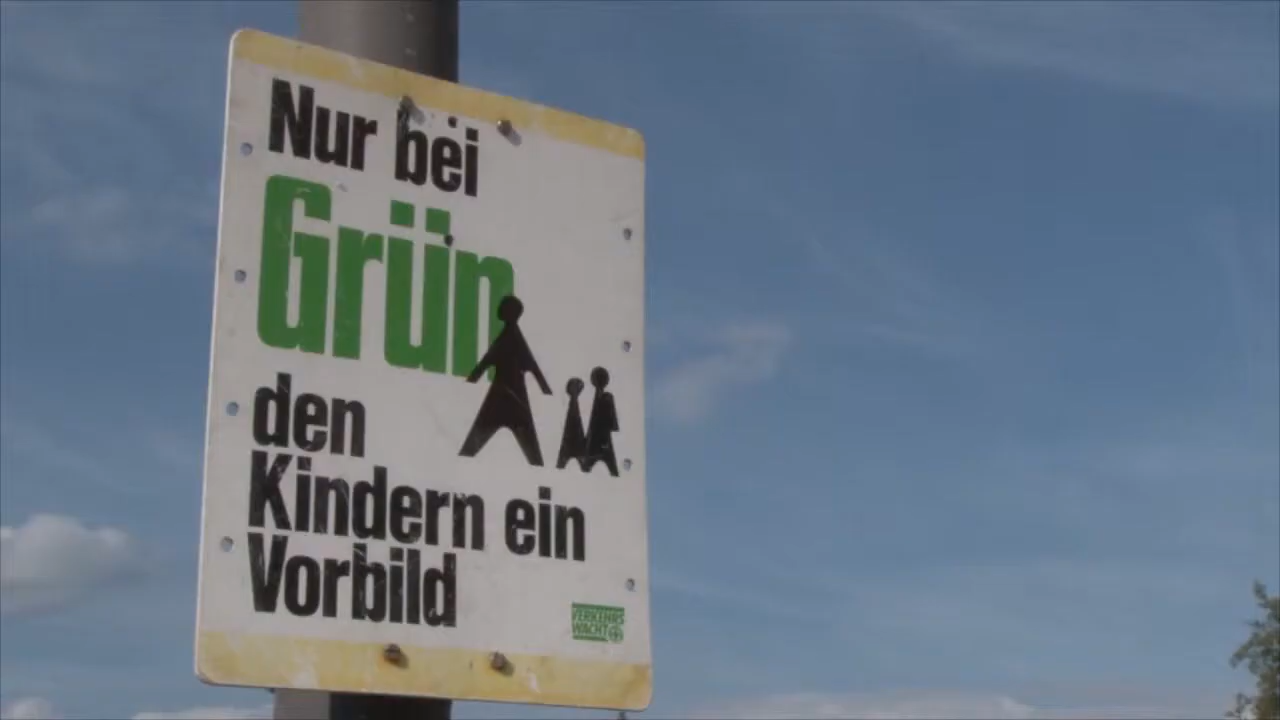 Nur bei
Grün
den
Kindern ein
Vorbild
VERKEHRS
WACHT